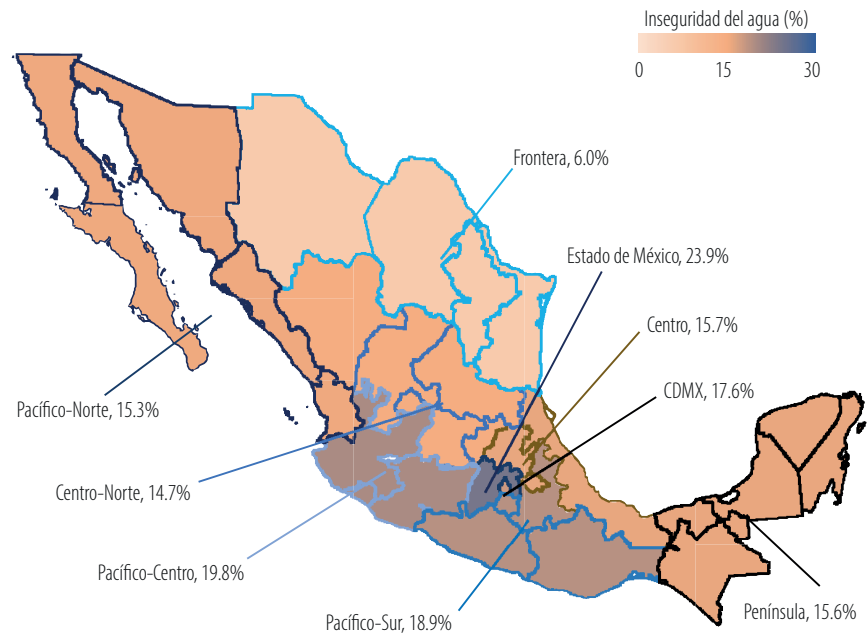 Inseguridad del agua (%)
0 15 30
Frontera, 6.0%
Estado de México, 23.9%
Centro, 15.7%
CDMX, 17.6%
Pacífico-Norte, 15.3%
Centro-Norte, 14.7%
Pacífico-Centro, 19.8%
Pacífico-Sur, 18.9%
Península, 15.6%